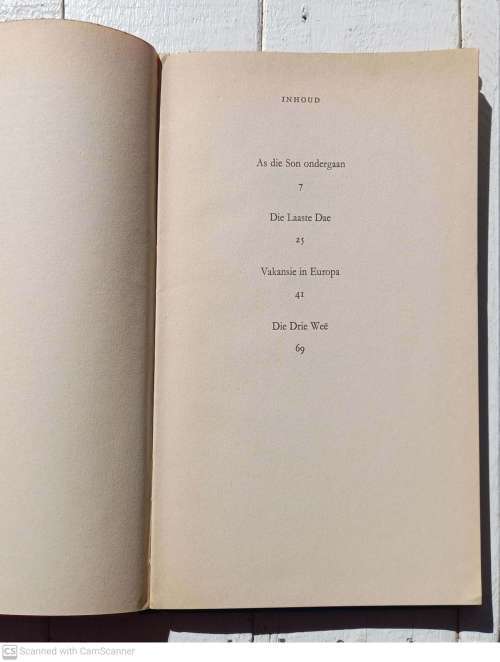 INHOUD
As die Son ondergaan
7
Die Laaste Dae
25
Vakansie in Europa
41
Die Drie Weë
69
CS Scanned with CamScanner